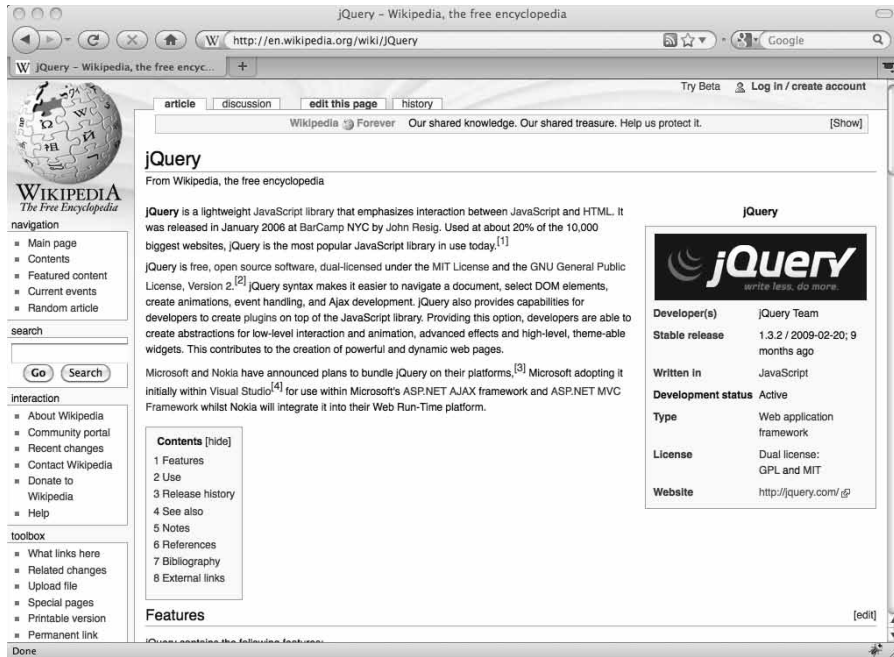 jQuery – Wikipedia, the free encyclopedia
W http://en.wikipedia.org/wiki/JQuery
Google
W jQuery – Wikipedia, the free encyc...
+
Try Beta Log in / create account
article discussion edit this page history
Wikipedia Forever Our shared knowledge. Our shared treasure. Help us protect it. [Show]
WIKIPEDIA
The Free Encyclopedia
navigation
Main page
Contents
Featured content
Current events
Random article
search
Go Search
interaction
About Wikipedia
Community portal
Recent changes
Contact Wikipedia
Donate to
Wikipedia
Help
toolbox
What links here
Related changes
Upload file
Special pages
Printable version
Permanent link
jQuery
From Wikipedia, the free encyclopedia
jQuery is a lightweight JavaScript library that emphasizes interaction between JavaScript and HTML. It
was released in January 2006 at BarCamp NYC by John Resig. Used at about 20% of the 10,000
biggest websites, jQuery is the most popular JavaScript library in use today.[1]
jQuery is free, open source software, dual-licensed under the MIT License and the GNU General Public
License, Version 2.[2] jQuery syntax makes it easier to navigate a document, select DOM elements,
create animations, event handling, and Ajax development. jQuery also provides capabilities for
developers to create plugins on top of the JavaScript library. Providing this option, developers are able to
create abstractions for low-level interaction and animation, advanced effects and high-level, theme-able
widgets. This contributes to the creation of powerful and dynamic web pages.
Microsoft and Nokia have announced plans to bundle jQuery on their platforms,[3] Microsoft adopting it
initially within Visual Studio[4] for use within Microsoft's ASP.NET AJAX framework and ASP.NET MVC
Framework whilst Nokia will integrate it into their Web Run-Time platform.
jQuery
jQuery
write less, do more.
Developer(s) jQuery Team
Stable release 1.3.2 / 2009-02-20; 9
months ago
Written in JavaScript
Development status Active
Type Web application
framework
License Dual license:
GPL and MIT
Website http://jquery.com/
Contents [hide]
1 Features
2 Use
3 Release history
4 See also
5 Notes
6 References
7 Bibliography
8 External links
Features [edit]
jQuery contains the following features:
Done